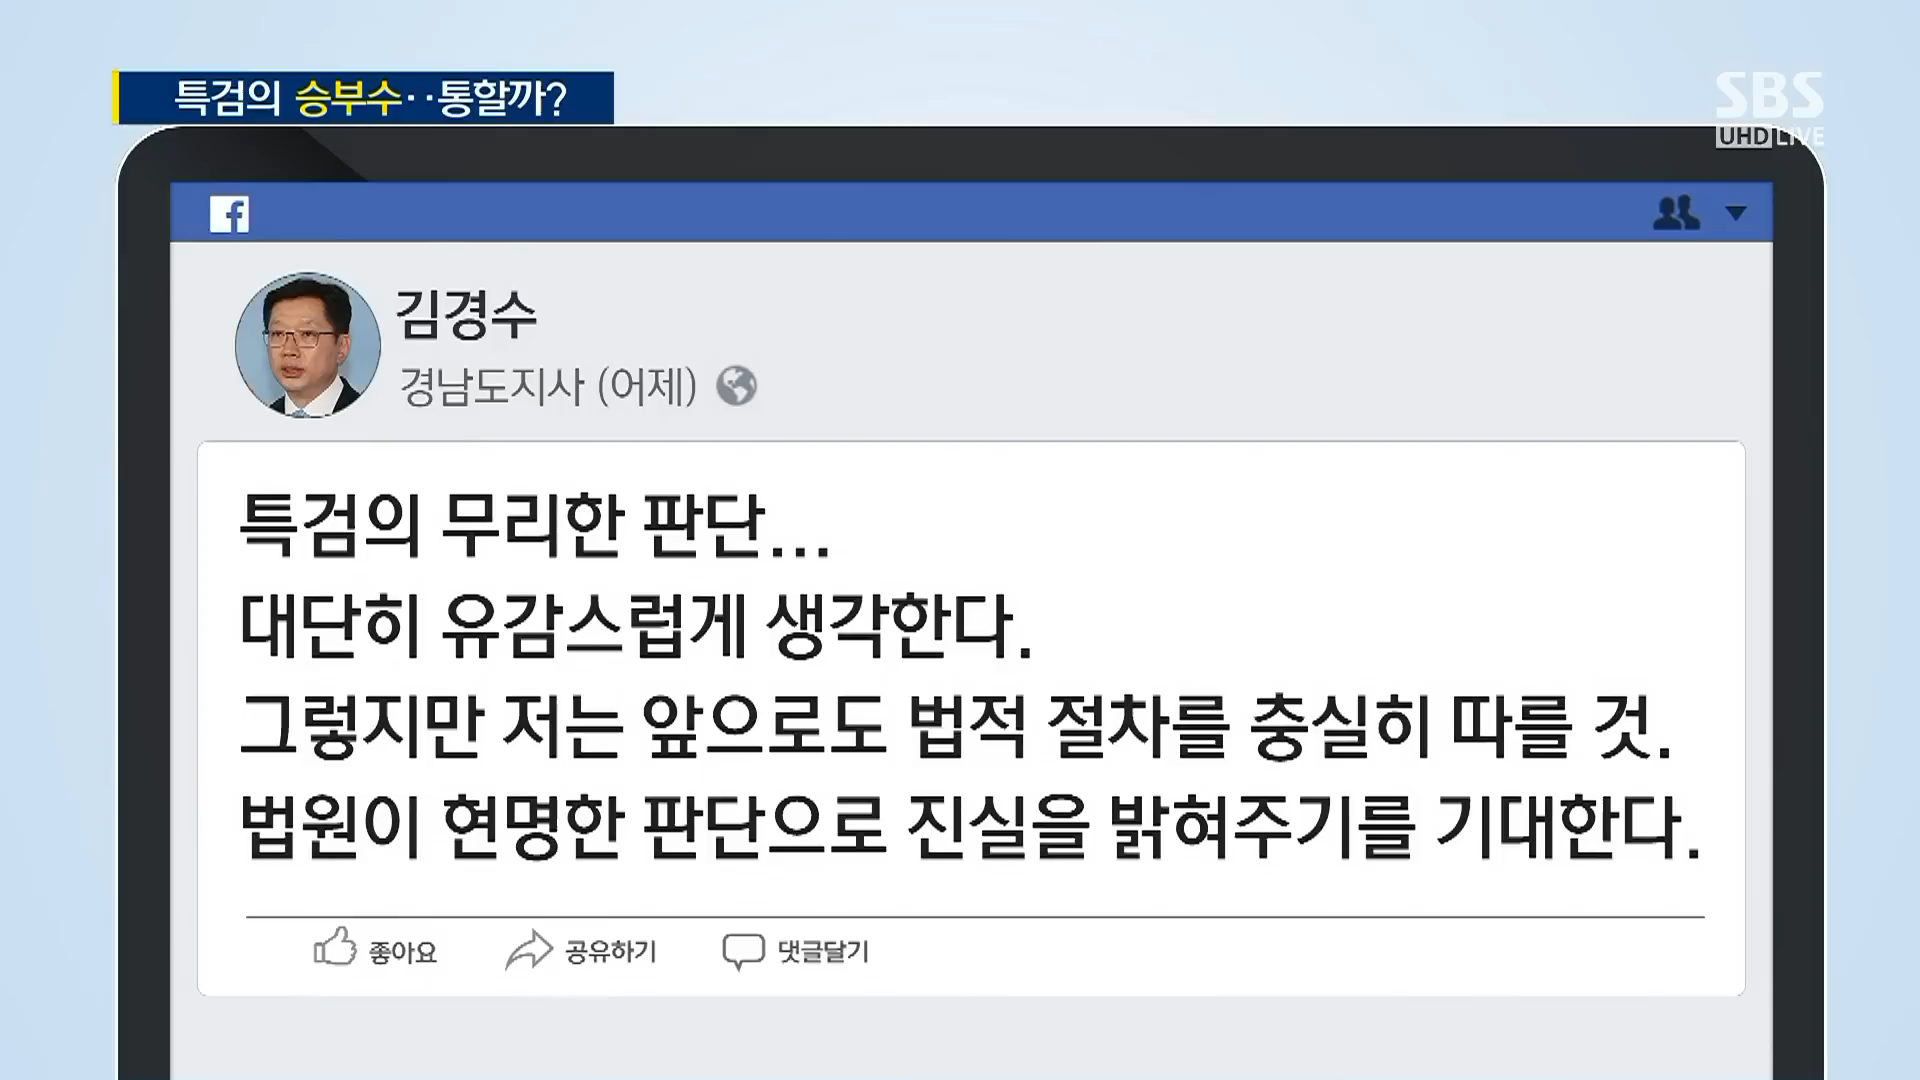 특검의 승부수‥통할까?
SBS
UHD LIVE
김경수
경남도지사 (어제)
특검의 무리한 판단...
대단히 유감스럽게 생각한다.
그렇지만 저는 앞으로도 법적 절차를 충실히 따를 것.
법원이 현명한 판단으로 진실을 밝혀주기를 기대한다.
좋아요 공유하기 댓글달기